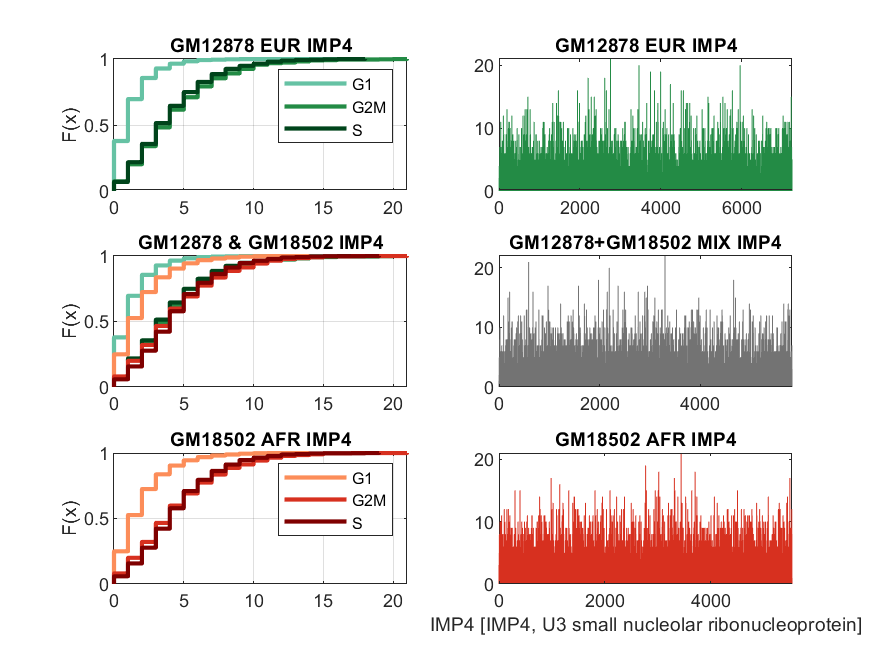 GM12878 EUR IMP4
GM12878 EUR IMP4
1
0.5
0
F(x)
G1
G2M
S
0 5 10 15 20
20
10
0
0 2000 4000 6000
GM12878 & GM18502 IMP4
GM12878+GM18502 MIX IMP4
1
0.5
0
F(x)
0 5 10 15 20
20
10
0
0 2000 4000
GM18502 AFR IMP4
GM18502 AFR IMP4
1
0.5
0
F(x)
G1
G2M
S
0 5 10 15 20
20
10
0
0 2000 4000
IMP4 [IMP4, U3 small nucleolar ribonucleoprotein]